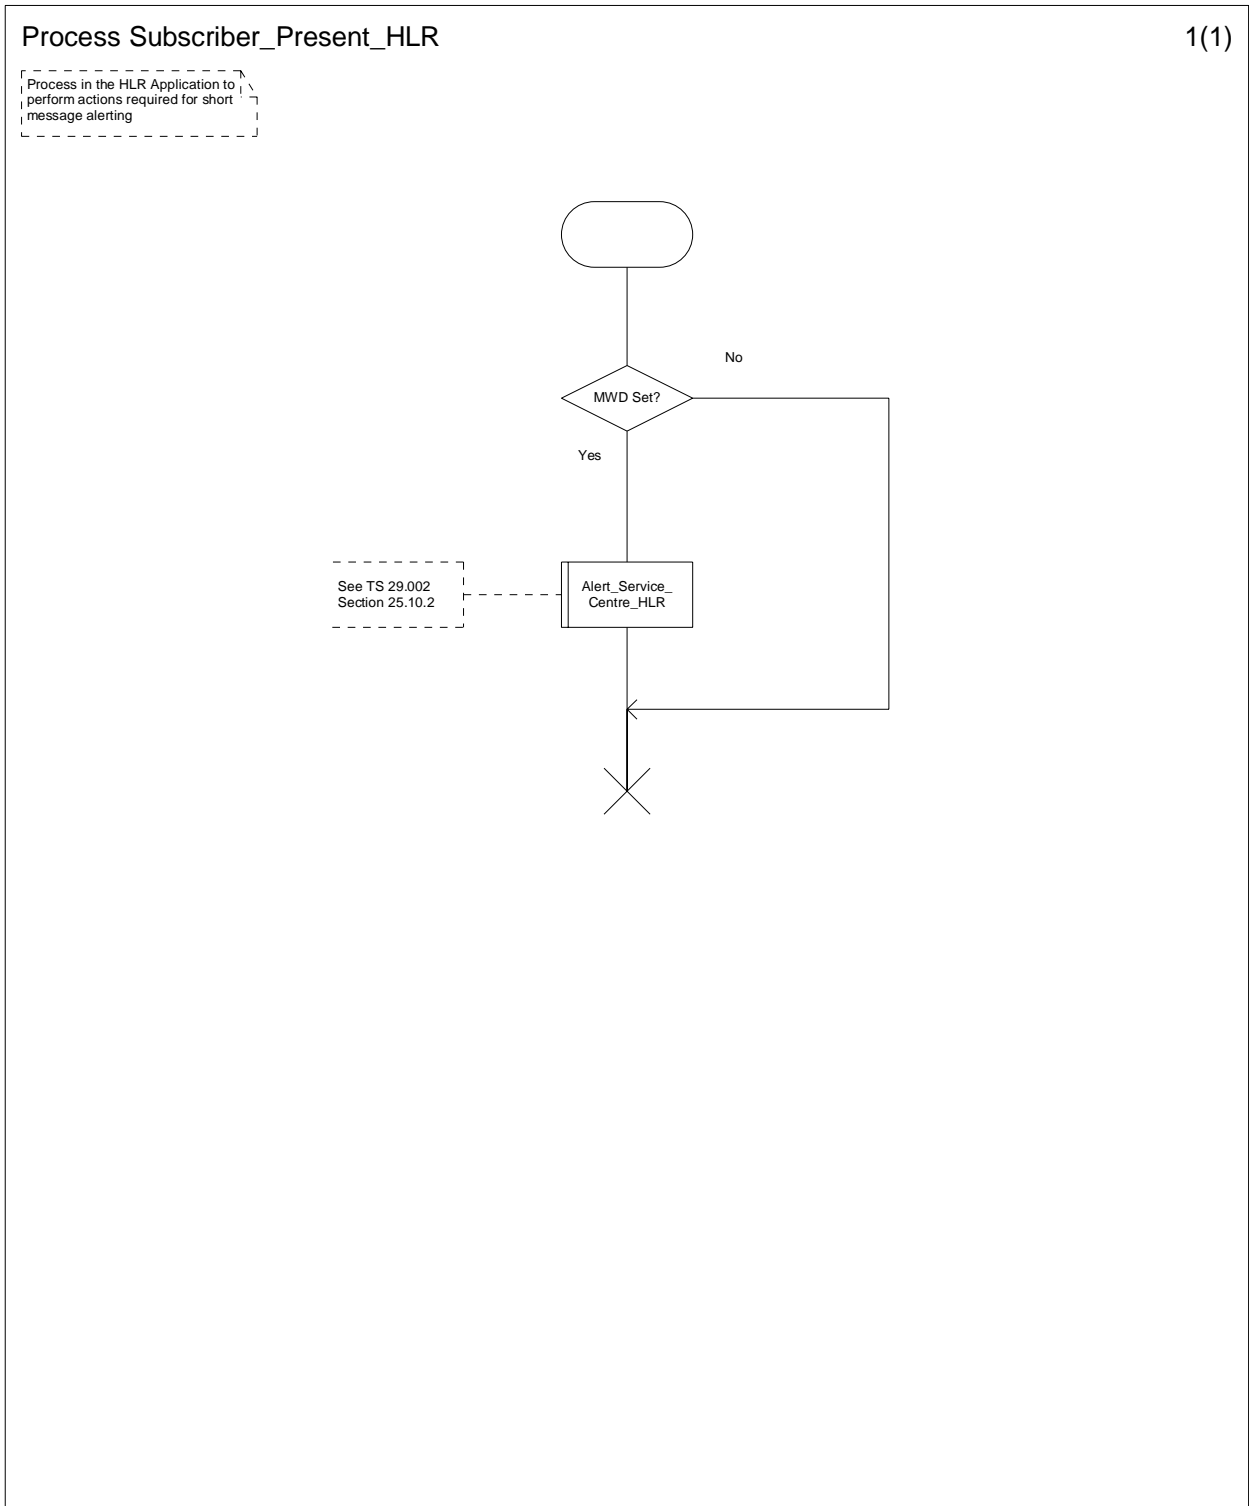 Process Subscriber_Present_HLR
1(1)
Process in the HLR Application to
perform actions required for short
message alerting
No
MWD Set?
Yes
See TS 29.002
Section 25.10.2
Alert_Service_
Centre_HLR